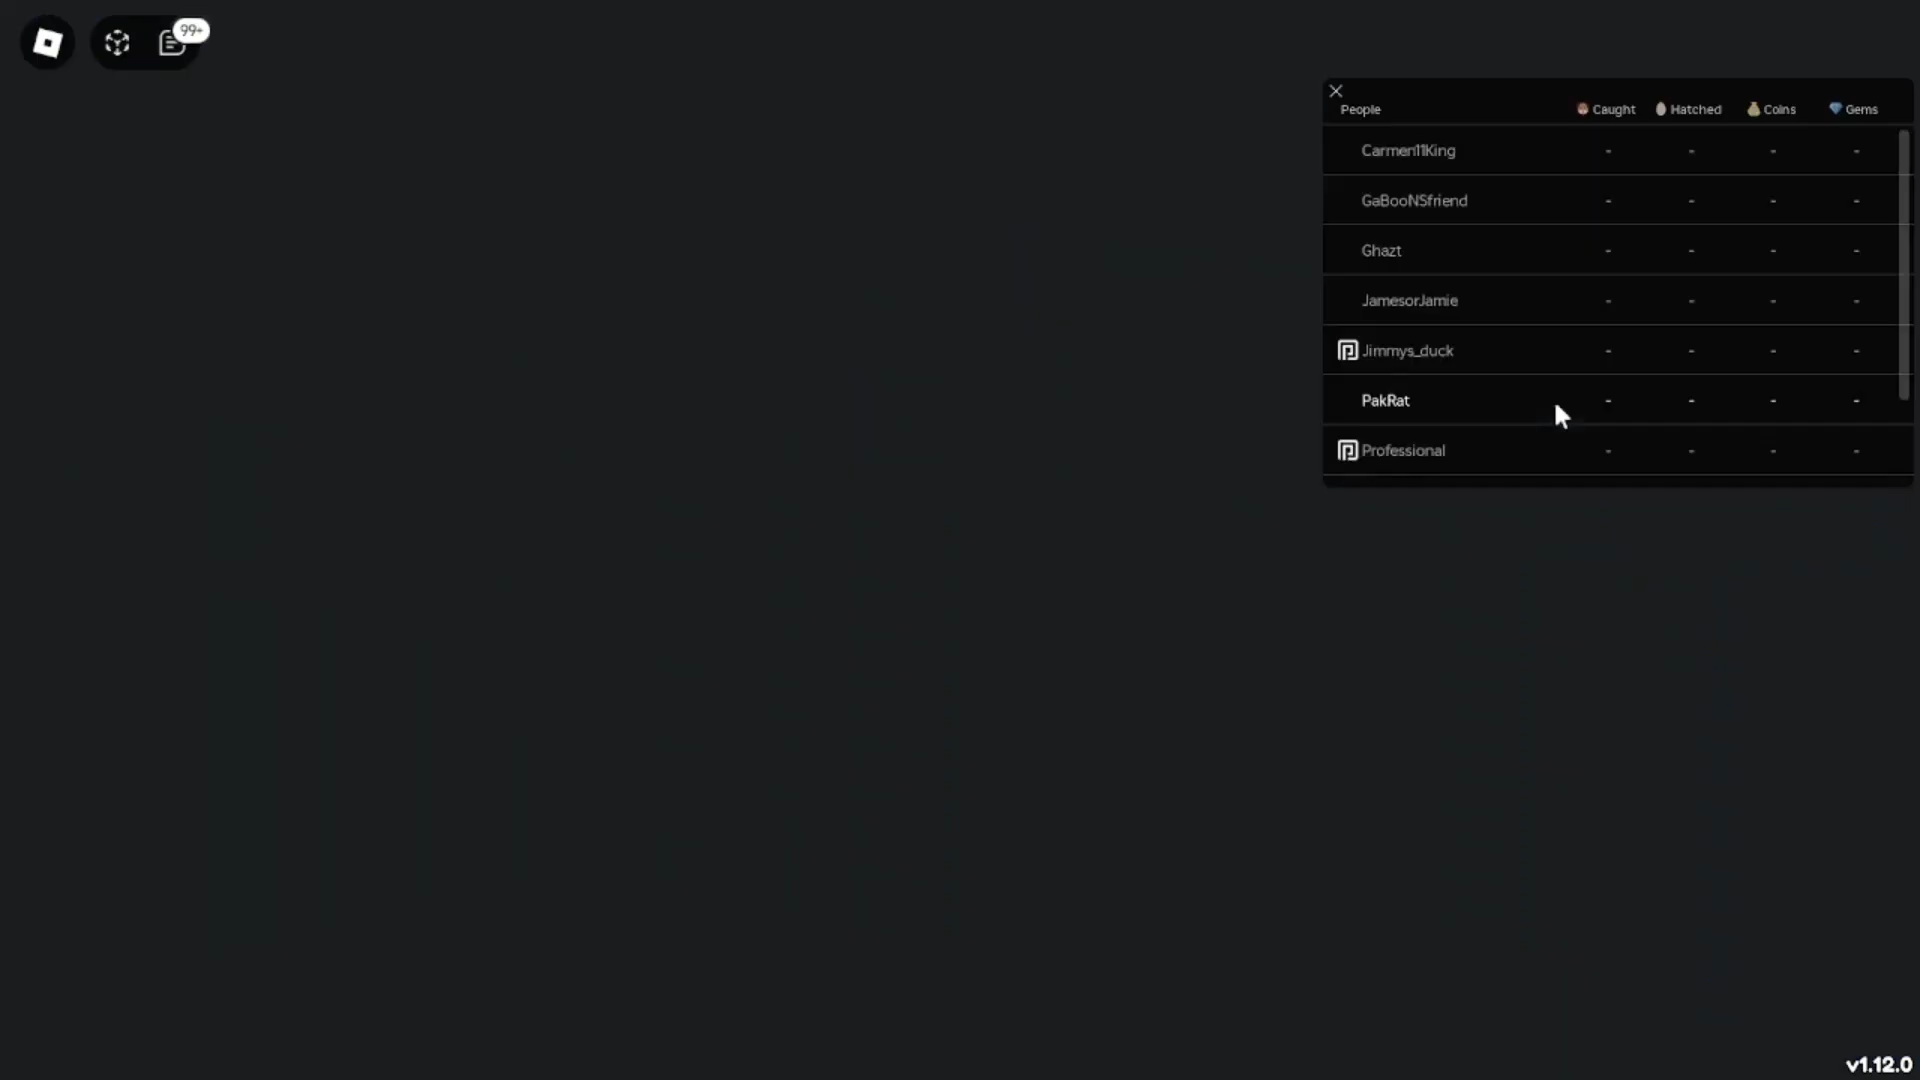 99+
People Caught Hatched Coins Gems
Carmen11King - - - -
GaBooNSfriend - - - -
Ghazt - - - -
JamesorJamie - - - -
Jimmys_duck - - - -
PakRat - - - -
Professional - - - -
v1.12.0